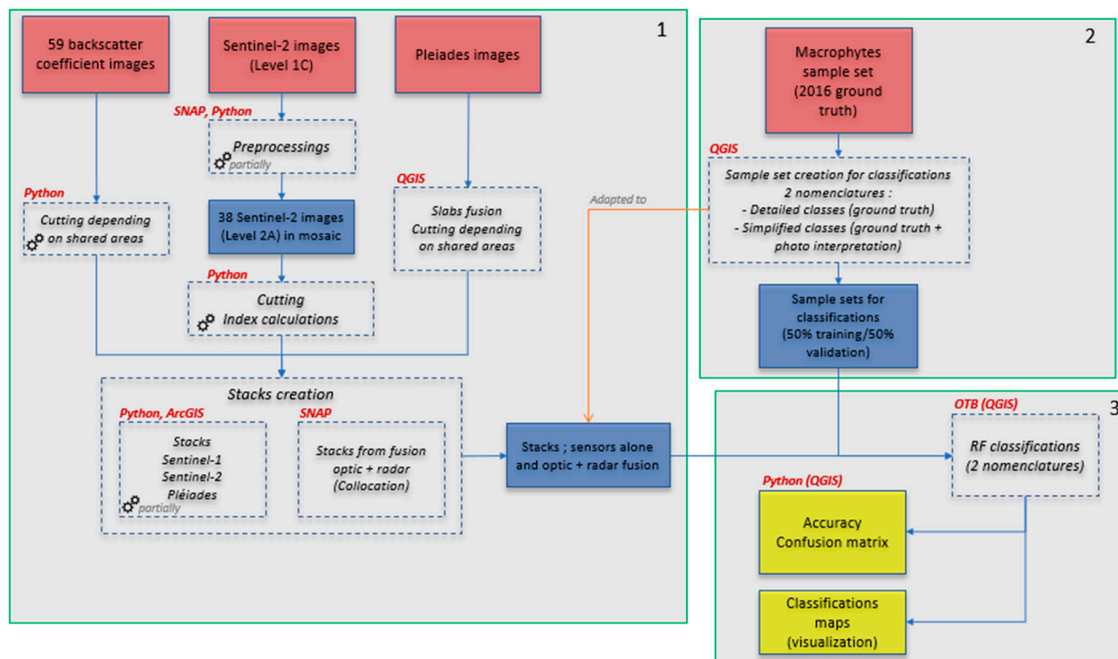 1
59 backscatter
coefficient images
Sentinel-2 images
(Level 1C)
Pleiades images
SNAP, Python
Preprocessings
partially
Python
Cutting depending
on shared areas
38 Sentinel-2 images
(Level 2A) in mosaic
QGIS
Slabs fusion
Cutting depending
on shared areas
Python
Cutting
Index calculations
Stacks creation
Python, ArcGIS
Stacks
Sentinel-1
Sentinel-2
Pléiades
partially
SNAP
Stacks from fusion
optic + radar
(Collocation)
Stacks ; sensors alone
and optic + radar fusion
Adapted to
2
Macrophytes
sample set
(2016 ground
truth)
QGIS
Sample set creation for classifications
2 nomenclatures :
- Detailed classes (ground truth)
- Simplified classes (ground truth +
photo interpretation)
Sample sets for
classifications
(50% training/50%
validation)
3
OTB (QGIS)
RF classifications
(2 nomenclatures)
Python (QGIS)
Accuracy
Confusion matrix
Classifications
maps
(visualization)